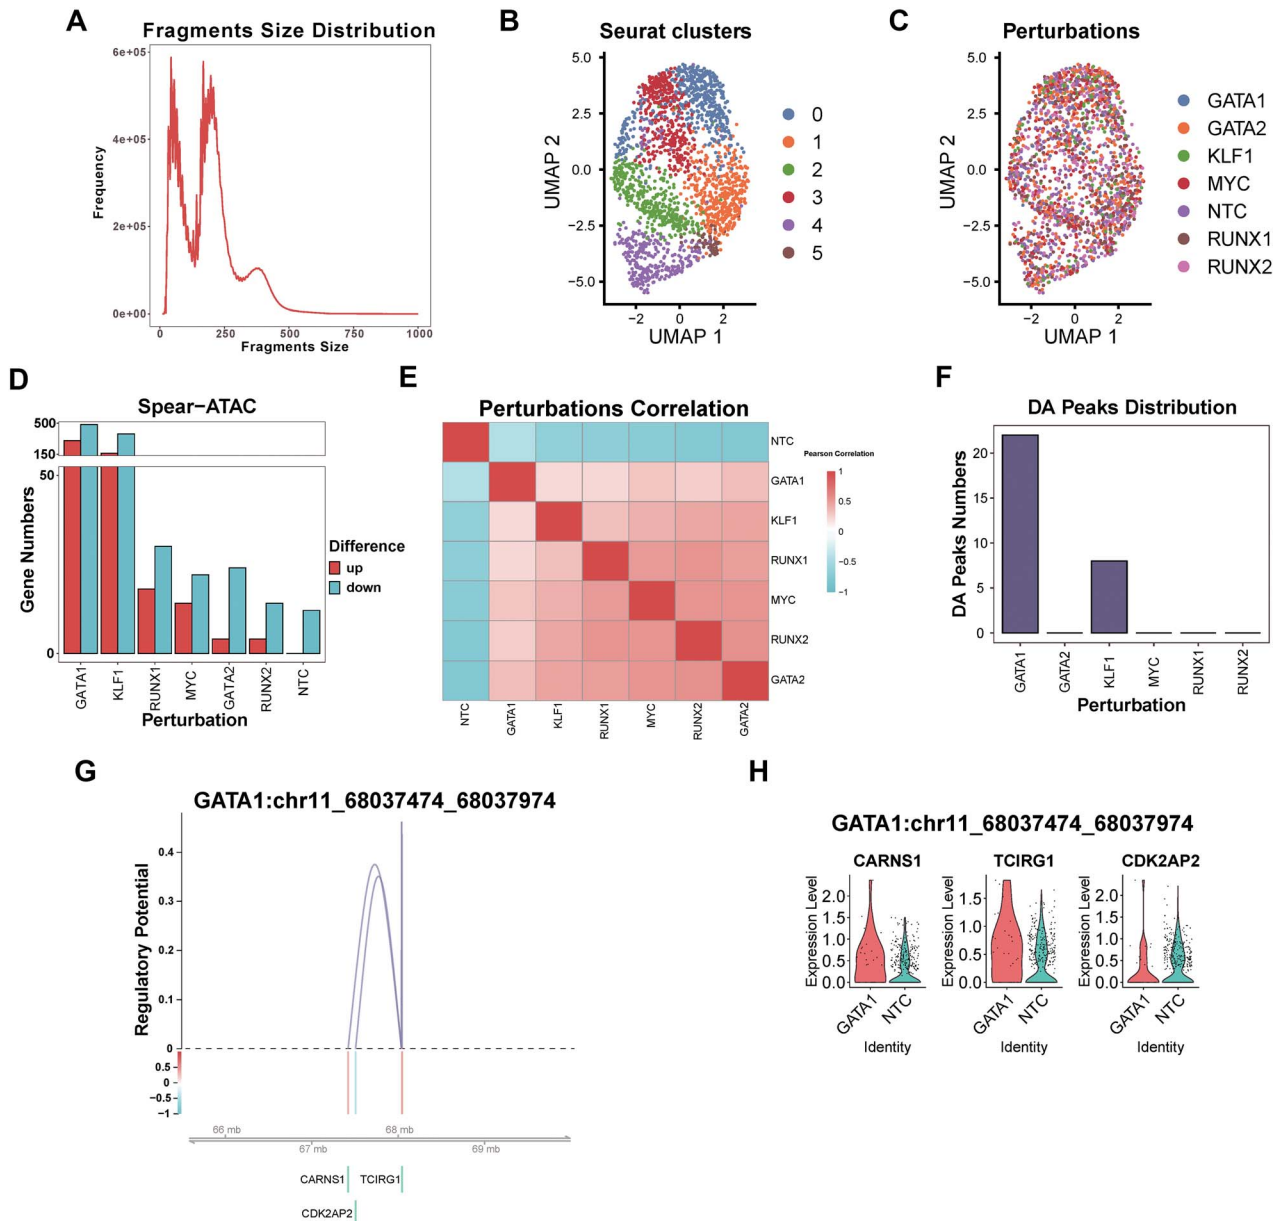 A
Fragments Size Distribution
6e+05
4e+05
2e+05
0e+00
Frequency
0
250
500
750
1000
Fragments Size
B
Seurat clusters
5.0
2.5
0.0
−2.5
−5.0
UMAP 2
−2
0
2
UMAP 1
0
1
2
3
4
5
C
Perturbations
5.0
2.5
0.0
−2.5
−5.0
UMAP 2
−2
0
2
UMAP 1
GATA1
GATA2
KLF1
MYC
NTC
RUNX1
RUNX2
D
Spear−ATAC
500
150
50
0
Gene Numbers
GATA1
KLF1
RUNX1
MYC
GATA2
RUNX2
NTC
Perturbation
Difference
up
down
E
Perturbations Correlation
NTC
GATA1
KLF1
RUNX1
MYC
RUNX2
GATA2
NTC
GATA1
KLF1
RUNX1
MYC
RUNX2
GATA2
Pearson Correlation
1
0.5
0
−0.5
−1
F
DA Peaks Distribution
20
15
10
5
0
DA Peaks Numbers
GATA1
GATA2
KLF1
MYC
RUNX1
RUNX2
Perturbation
G
GATA1:chr11_68037474_68037974
0.4
0.3
0.2
0.1
0
Regulatory Potential
0.5
0
−0.5
−1
66 mb
68 mb
67 mb
69 mb
CARNS1
TCIRG1
CDK2AP2
H
GATA1:chr11_68037474_68037974
CARNS1
TCIRG1
CDK2AP2
Expression Level
2.0
1.5
1.0
0.5
0.0
GATA1
NTC
Identity
Expression Level
1.5
1.0
0.5
0.0
GATA1
NTC
Identity
Expression Level
2.0
1.5
1.0
0.5
0.0
GATA1
NTC
Identity